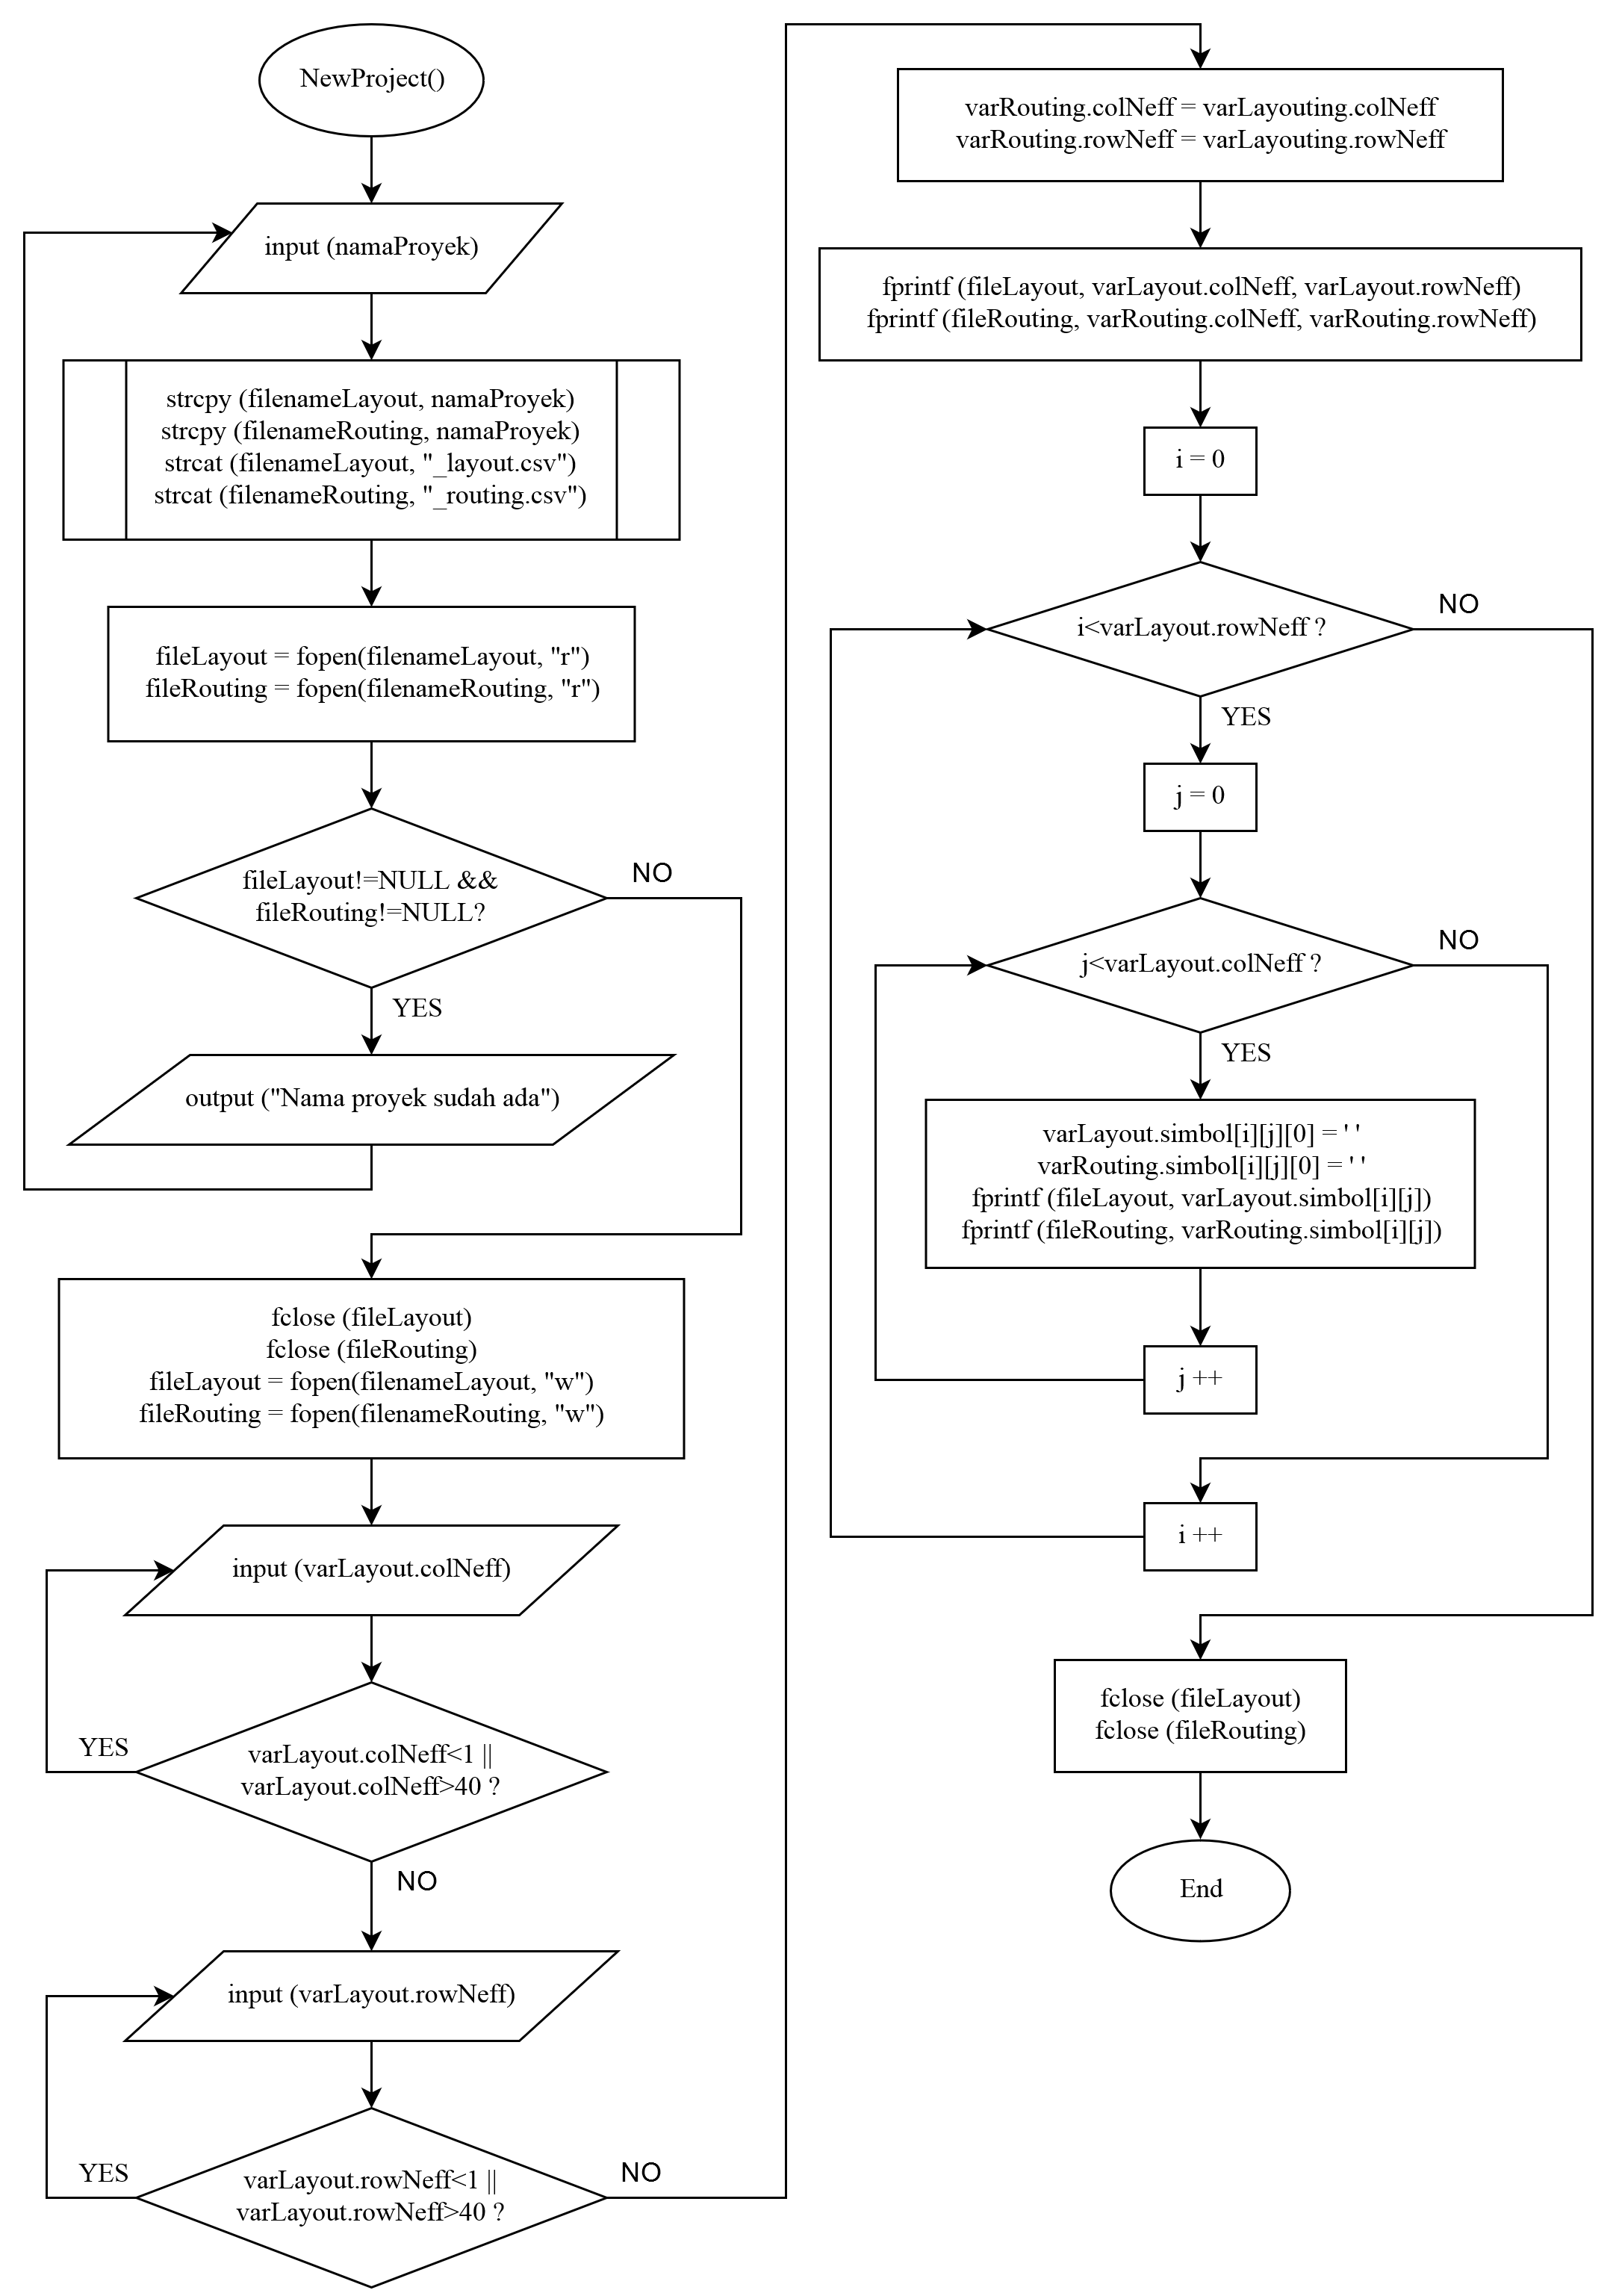 NewProject()
input (namaProyek)
strcpy (filenameLayout, namaProyek)
strcpy (filenameRouting, namaProyek)
strcat (filenameLayout, "_layout.csv")
strcat (filenameRouting, "_routing.csv")
fileLayout = fopen(filenameLayout, "r")
fileRouting = fopen(filenameRouting, "r")
fileLayout!=NULL &&
fileRouting!=NULL?
NO
YES
output ("Nama proyek sudah ada")
fclose (fileLayout)
fclose (fileRouting)
fileLayout = fopen(filenameLayout, "w")
fileRouting = fopen(filenameRouting, "w")
input (varLayout.colNeff)
YES
varLayout.colNeff<1 ||
varLayout.colNeff>40 ?
NO
input (varLayout.rowNeff)
YES
varLayout.rowNeff<1 ||
varLayout.rowNeff>40 ?
NO
varRouting.colNeff = varLayouting.colNeff
varRouting.rowNeff = varLayouting.rowNeff
fprintf (fileLayout, varLayout.colNeff, varLayout.rowNeff)
fprintf (fileRouting, varRouting.colNeff, varRouting.rowNeff)
i = 0
i<varLayout.rowNeff ?
NO
YES
j = 0
j<varLayout.colNeff ?
NO
YES
varLayout.simbol[i][j][0] = ' '
varRouting.simbol[i][j][0] = ' '
fprintf (fileLayout, varLayout.simbol[i][j])
fprintf (fileRouting, varRouting.simbol[i][j])
j ++
i ++
fclose (fileLayout)
fclose (fileRouting)
End